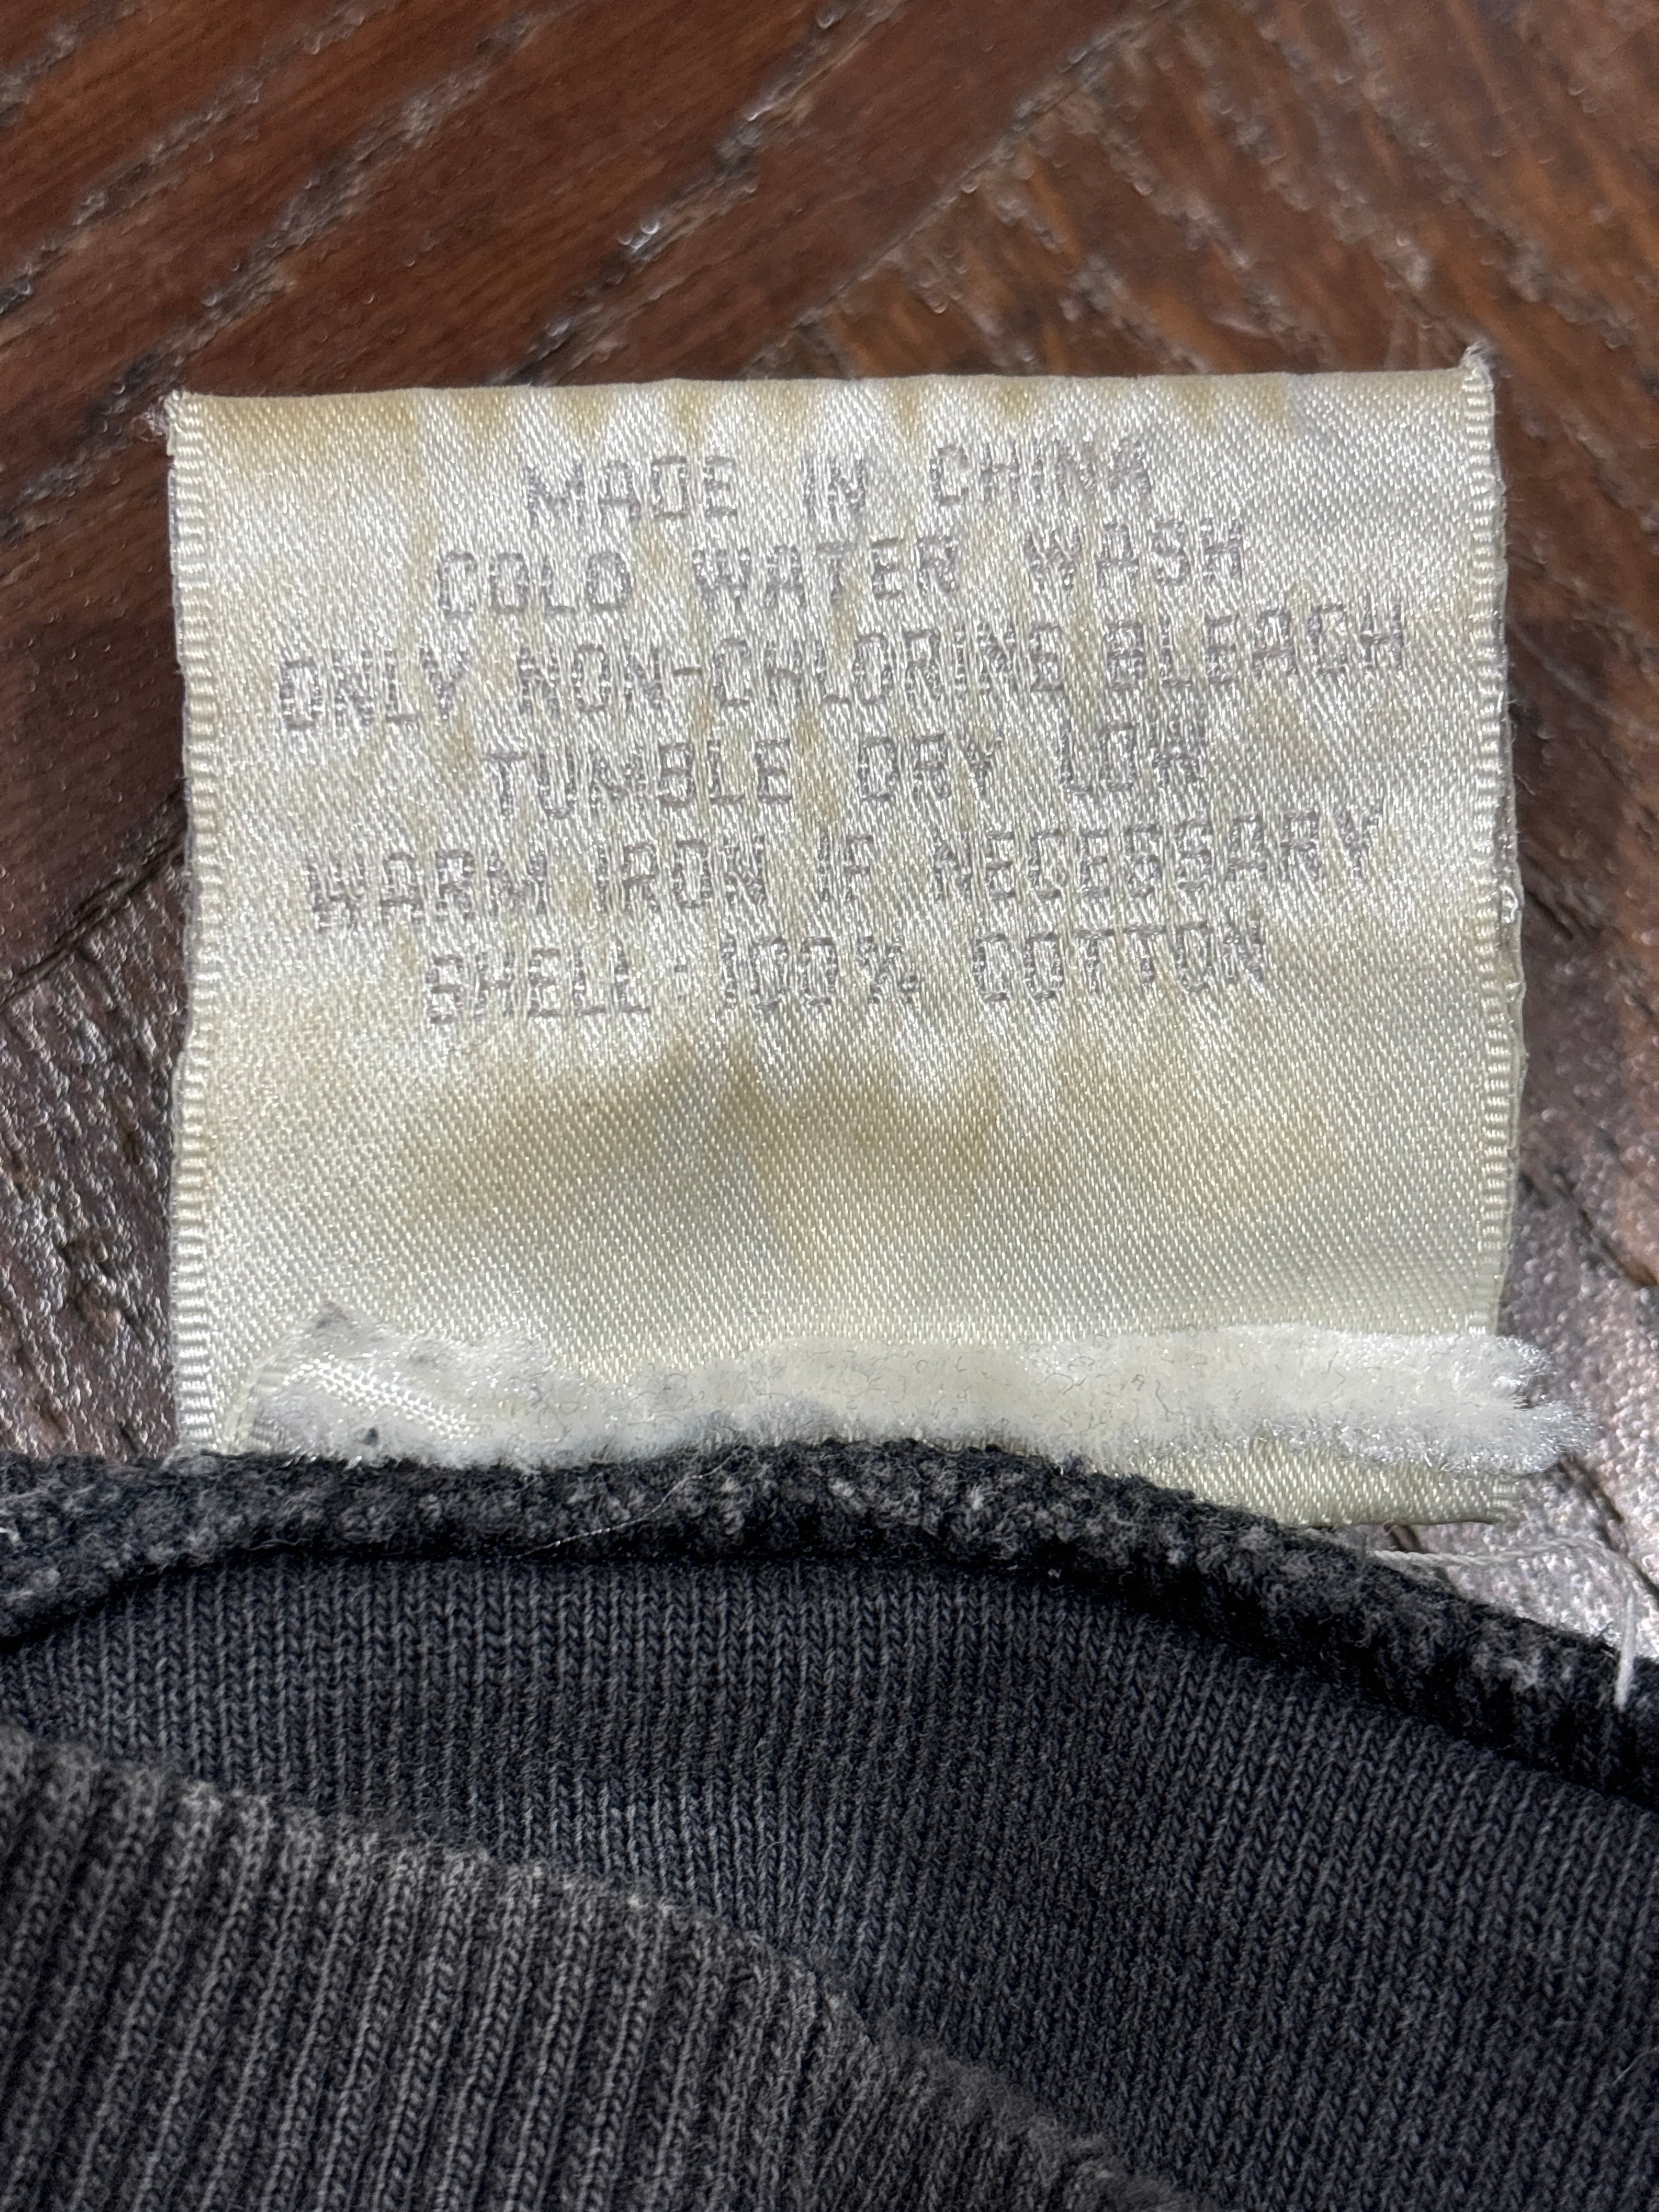 MADE IN CHINA
COLD WATER WASH
ONLY NON-CHLORINE BLEACH
TUMBLE DRY LOW
WARM IRON IF NECESSARY
SHELL: 100% COTTON